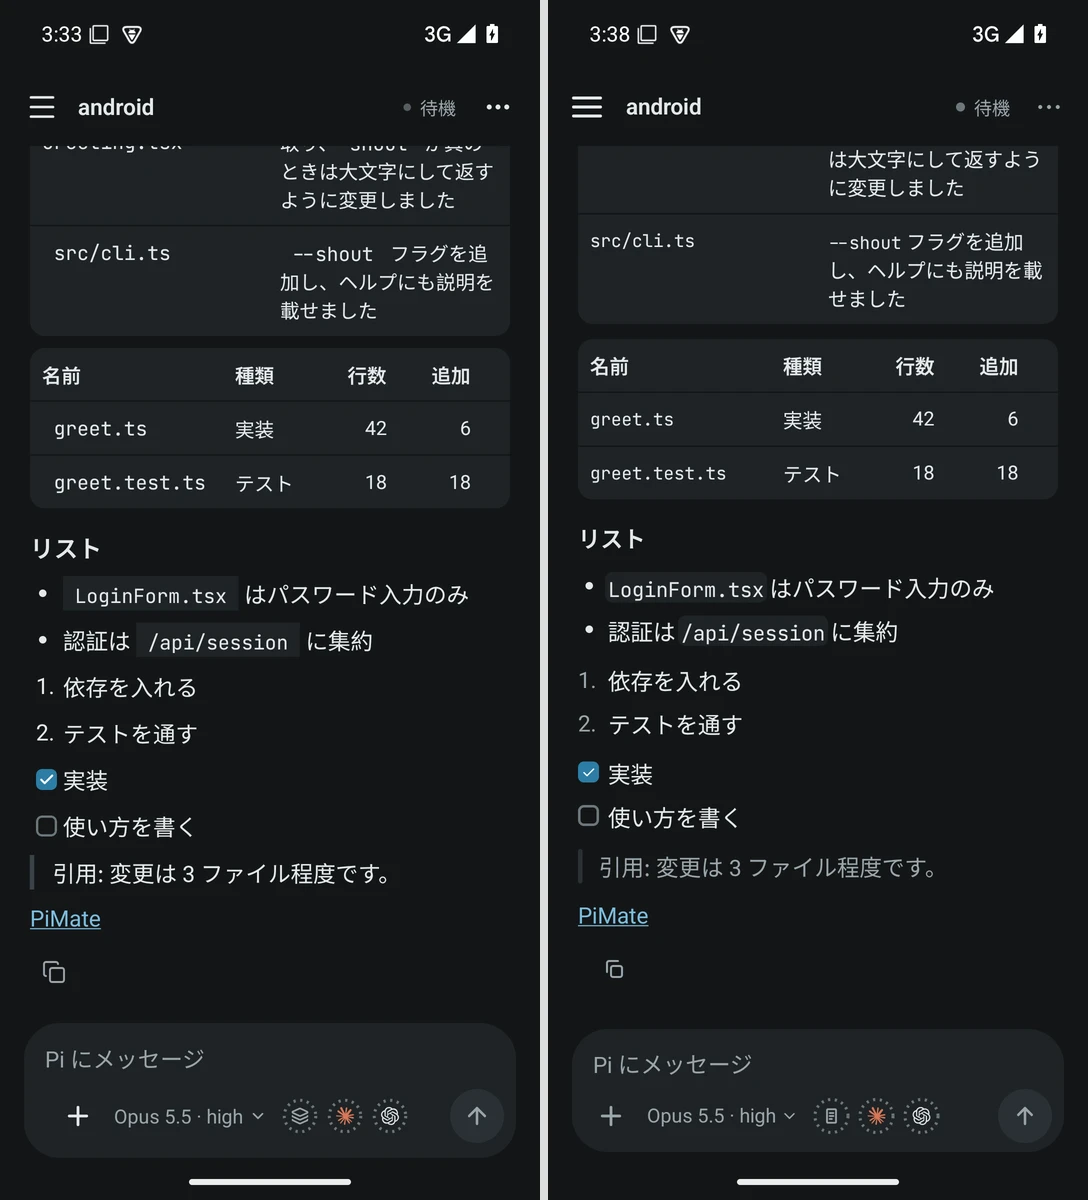 3:33
3G
android
待機
ときは大文字にして返す
ように変更しました
src/cli.ts
--shout フラグを追
加し、ヘルプにも説明を
載せました
名前 種類 行数 追加
greet.ts 実装 42 6
greet.test.ts テスト 18 18
リスト
• LoginForm.tsx はパスワード入力のみ
• 認証は /api/session に集約
1. 依存を入れる
2. テストを通す
実装
使い方を書く
引用: 変更は 3 ファイル程度です。
PiMate
Pi にメッセージ
Opus 5.5 · high
3:38
3G
android
待機
は大文字にして返すよう
に変更しました
src/cli.ts
--shout フラグを追加
し、ヘルプにも説明を載
せました
名前 種類 行数 追加
greet.ts 実装 42 6
greet.test.ts テスト 18 18
リスト
• LoginForm.tsx はパスワード入力のみ
• 認証は /api/session に集約
1. 依存を入れる
2. テストを通す
実装
使い方を書く
引用: 変更は 3 ファイル程度です。
PiMate
Pi にメッセージ
Opus 5.5 · high